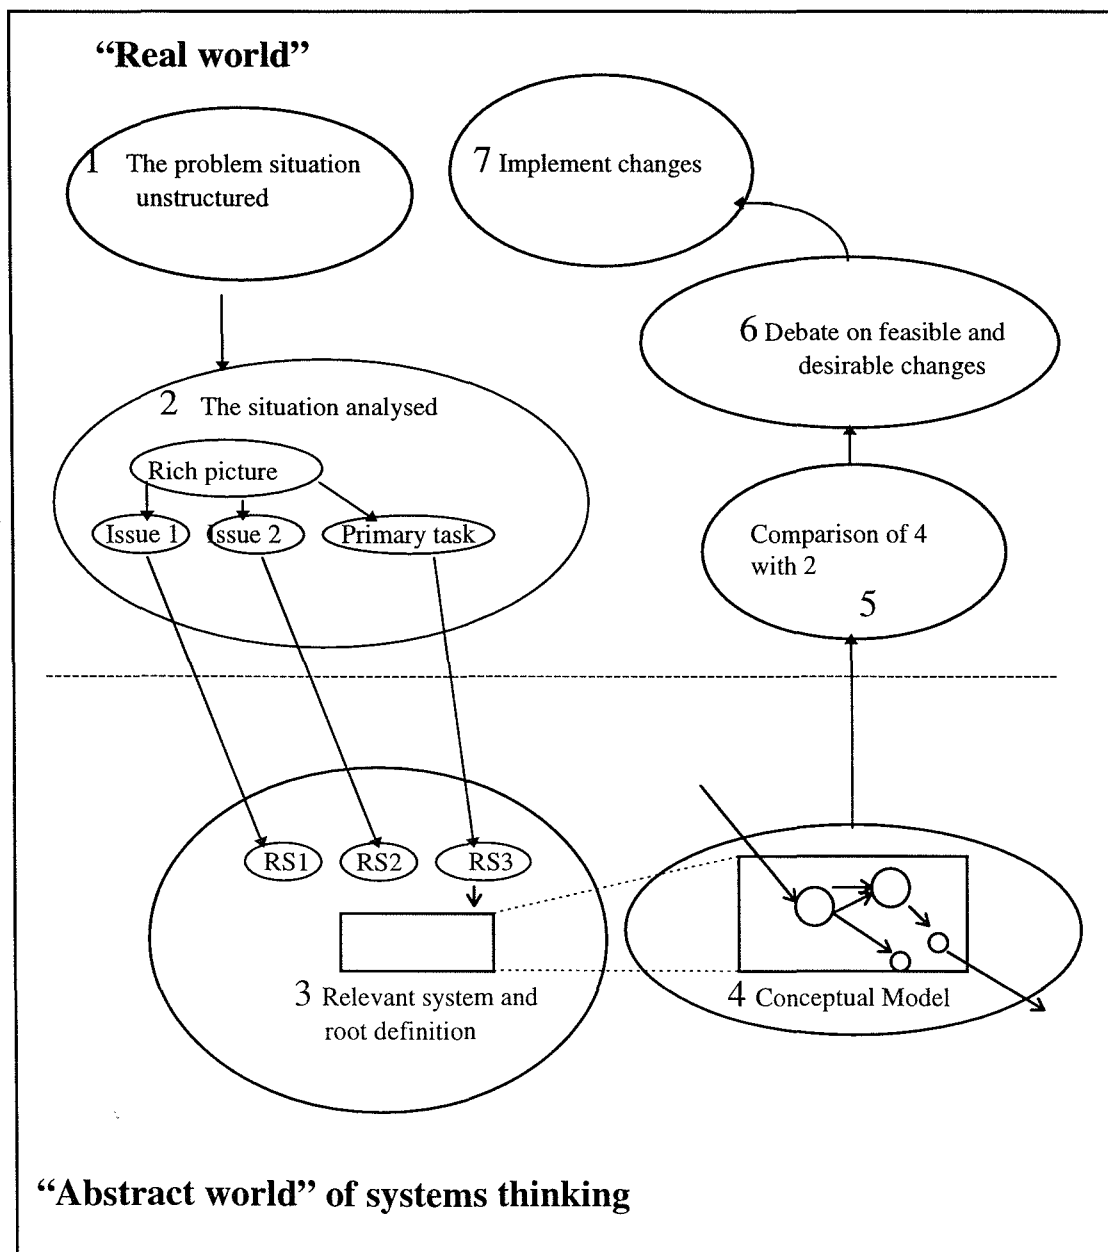 “Real world”
1 The problem situation
unstructured
7 Implement changes
6 Debate on feasible and
desirable changes
2 The situation analysed
Rich picture
Issue 1
Issue 2
Primary task
Comparison of 4
with 2
5
RS1
RS2
RS3
3 Relevant system and
root definition
4 Conceptual Model
“Abstract world” of systems thinking